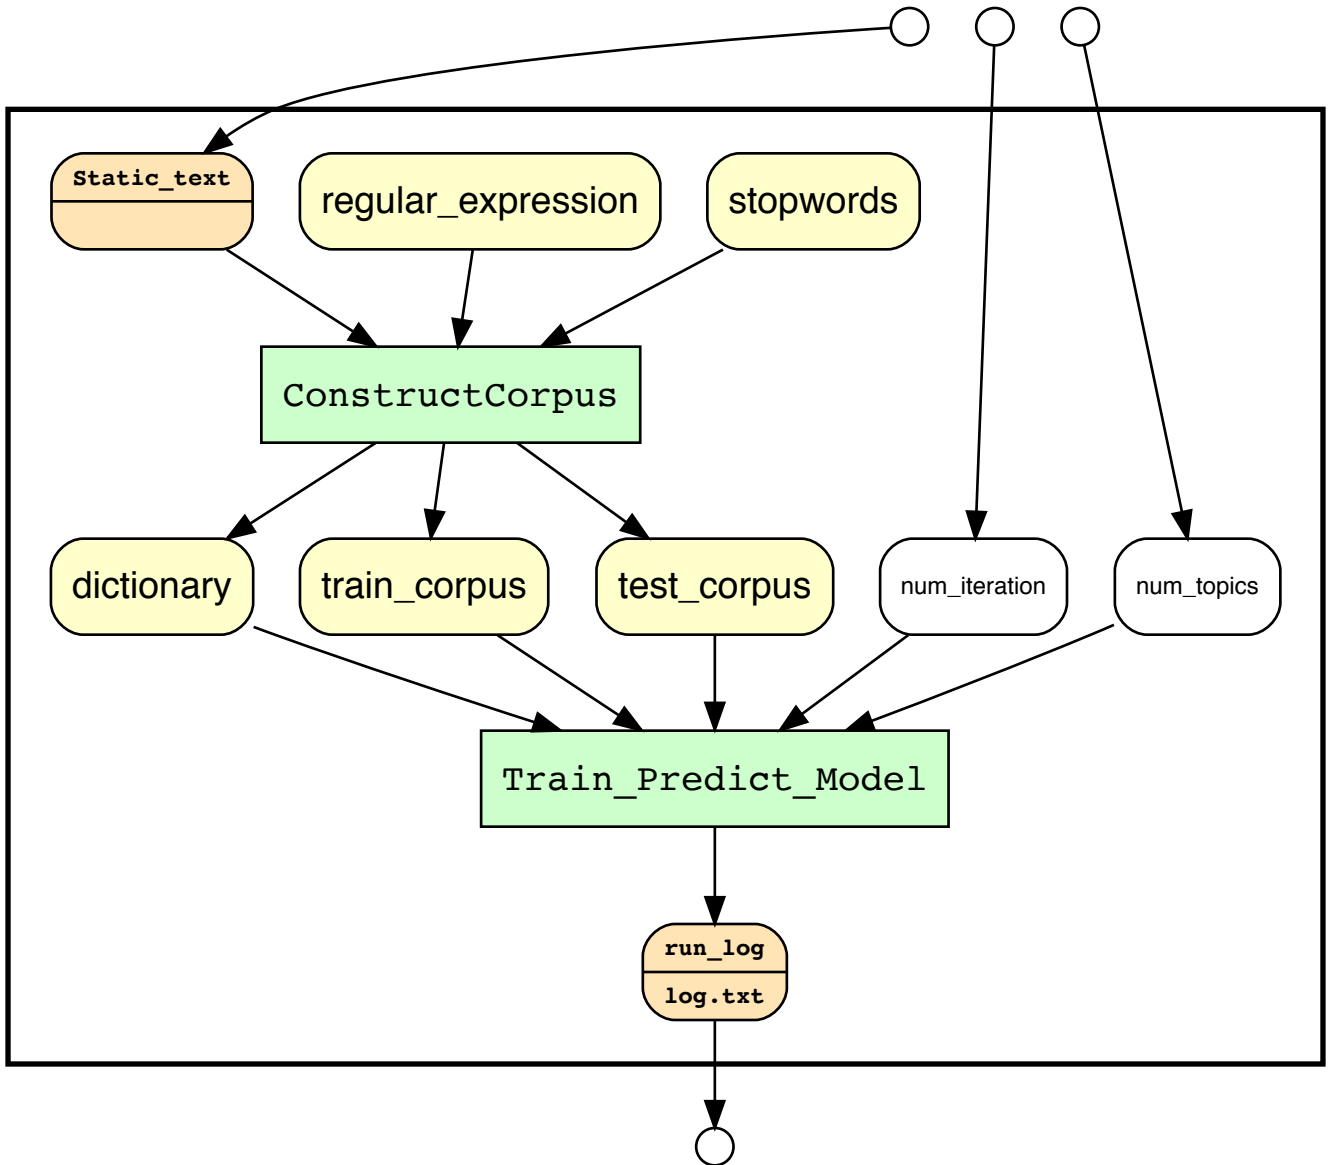 Static_text
regular_expression
stopwords
ConstructCorpus
dictionary
train_corpus
test_corpus
num_iteration
num_topics
Train_Predict_Model
run_log
log.txt